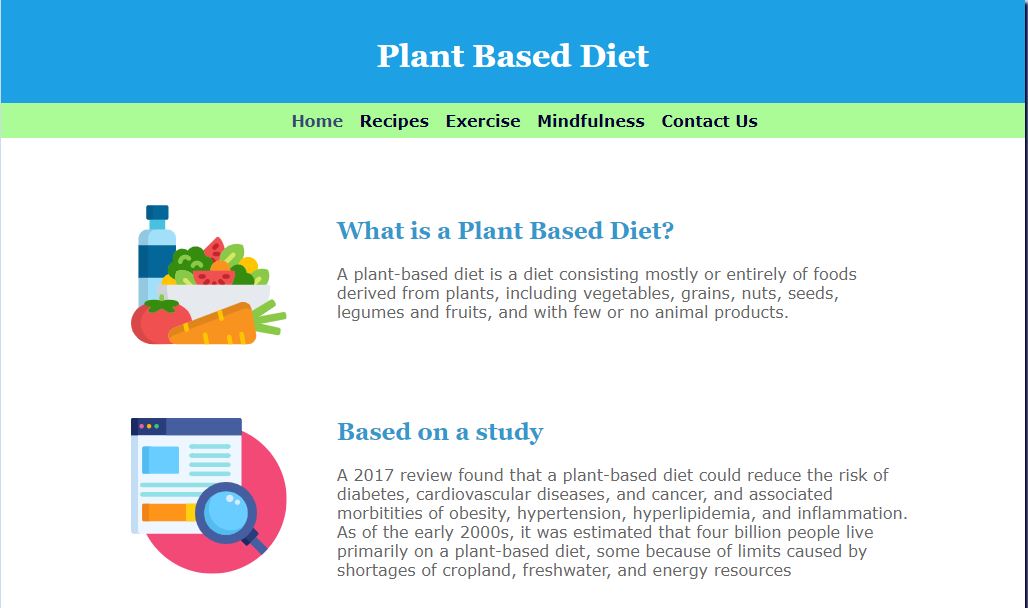 Plant Based Diet
Home Recipes Exercise Mindfulness Contact Us
What is a Plant Based Diet?
A plant-based diet is a diet consisting mostly or entirely of foods
derived from plants, including vegetables, grains, nuts, seeds,
legumes and fruits, and with few or no animal products.
Based on a study
A 2017 review found that a plant-based diet could reduce the risk of
diabetes, cardiovascular diseases, and cancer, and associated
morbitities of obesity, hypertension, hyperlipidemia, and inflammation.
As of the early 2000s, it was estimated that four billion people live
primarily on a plant-based diet, some because of limits caused by
shortages of cropland, freshwater, and energy resources